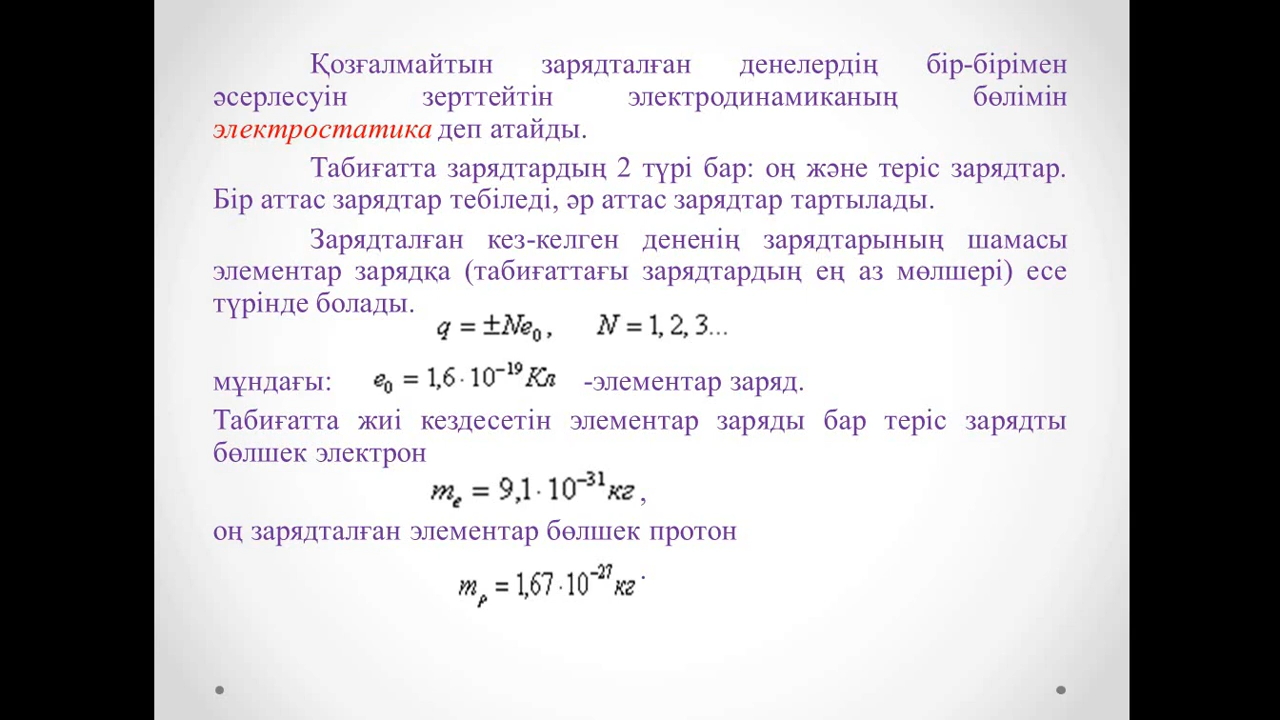 Қозғалмайтын зарядталған денелердің бір-бірімен
әсерлесуін зерттейтін электродинамиканың бөлімін
электростатика деп атайды.
Табиғатта зарядтардың 2 түрі бар: оң және теріс зарядтар.
Бір аттас зарядтар тебіледі, әр аттас зарядтар тартылады.
Зарядталған кез-келген дененің зарядтарының шамасы
элементар зарядқа (табиғаттағы зарядтардың ең аз мөлшері) есе
түрінде болады.
q = ±Ne₀, N = 1, 2, 3...
мұндағы: e₀ = 1,6·10⁻¹⁹ Кл -элементар заряд.
Табиғатта жиі кездесетін элементар заряды бар теріс зарядты
бөлшек электрон
mₑ = 9,1·10⁻³¹ кг ,
оң зарядталған элементар бөлшек протон
mₚ = 1,67·10⁻²⁷ кг .